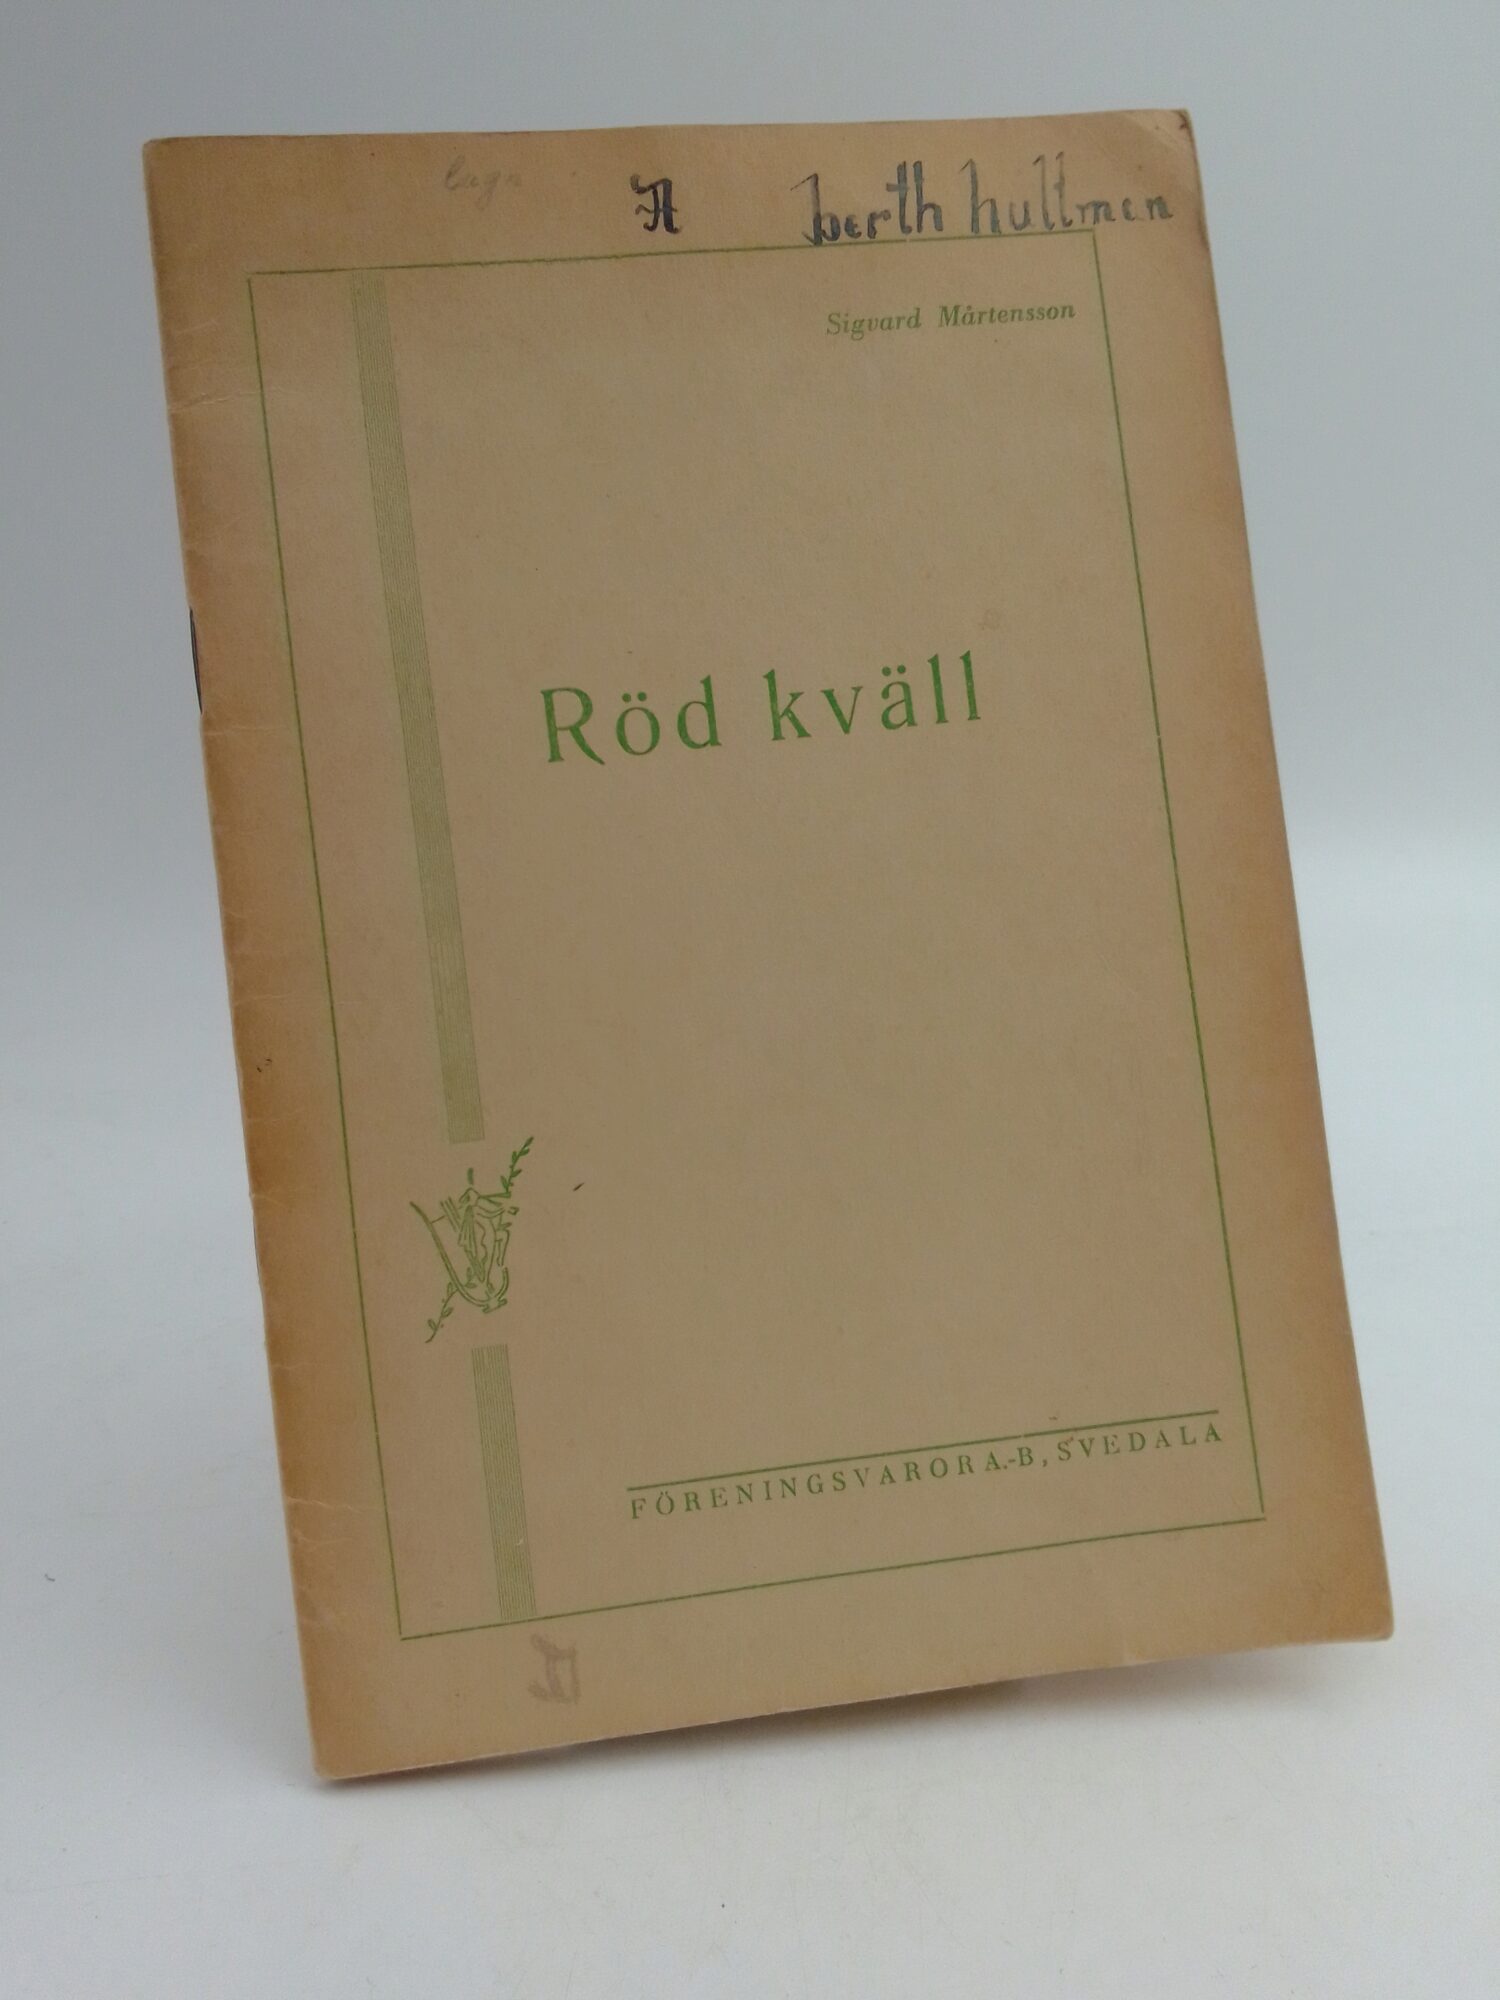 A berth hultmen
Sigvard Mårtensson
Röd kväll
FÖRENINGSVAROR A.-B, SVEDALA